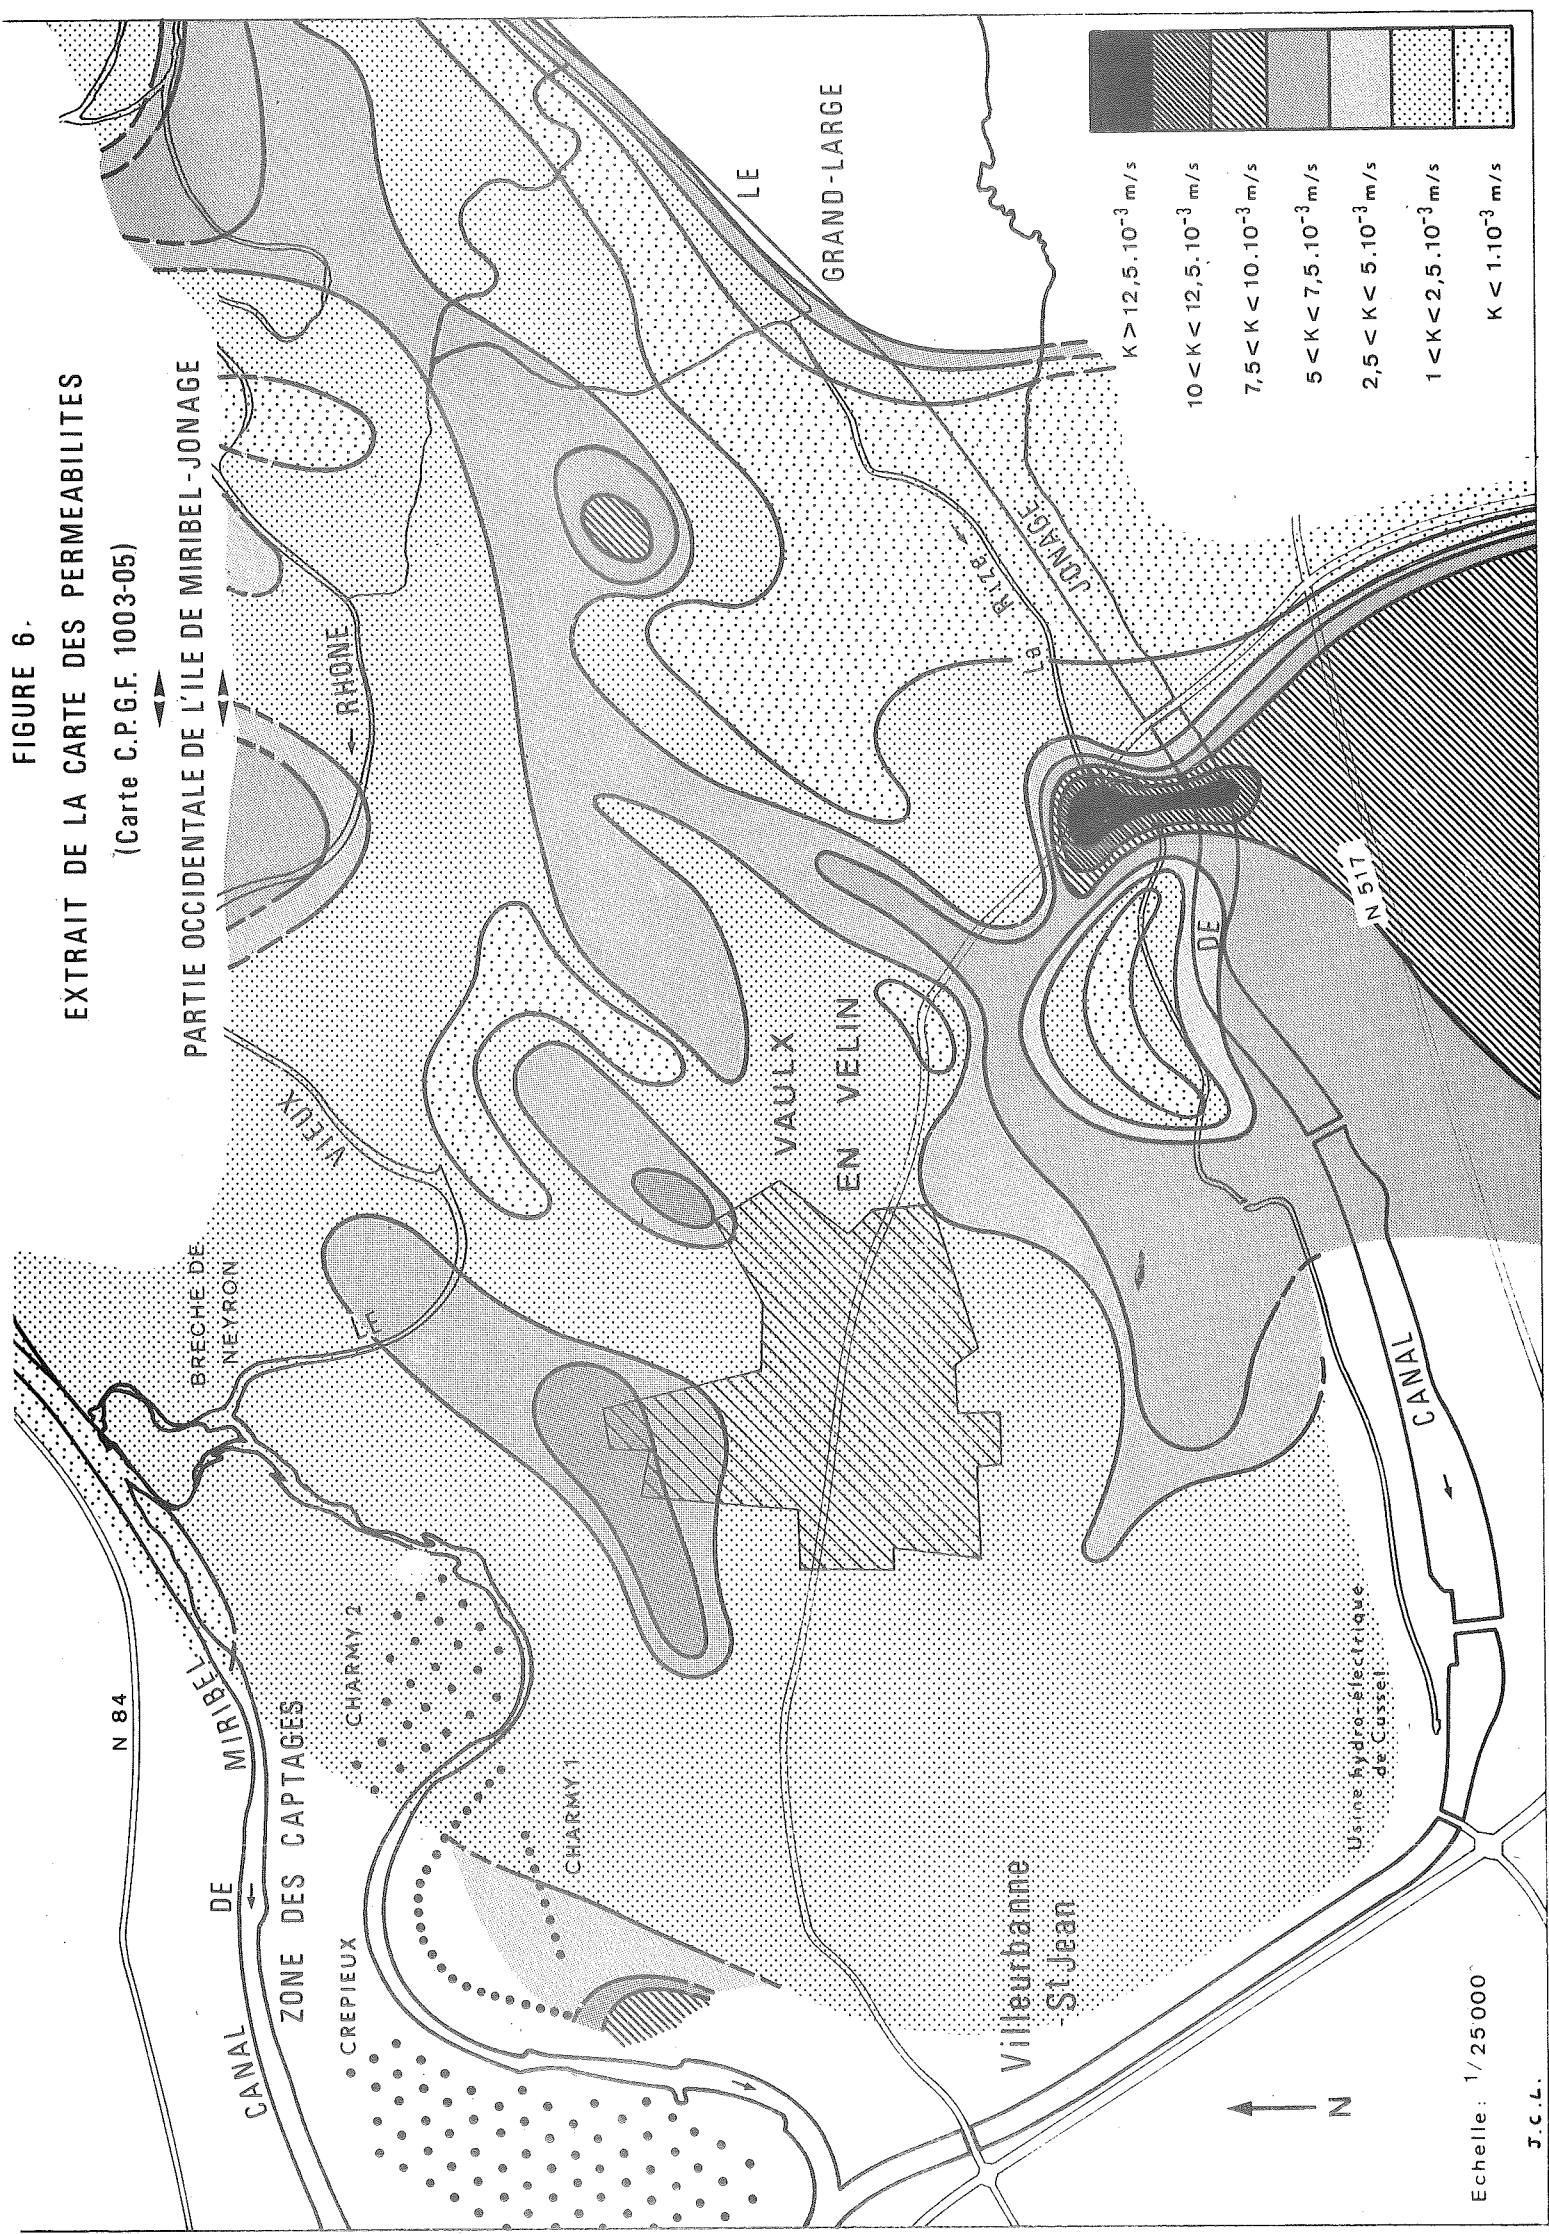 FIGURE 6.
EXTRAIT DE LA CARTE DES PERMEABILITES
(Carte C.P.G.F. 1003-05)
PARTIE OCCIDENTALE DE L'ILE DE MIRIBEL-JONAGE
N 84
CANAL DE MIRIBEL
ZONE DES CAPTAGES
CREPIEUX
CHARMY 2
CHARMY 1
BRECHE DE
NEYRON
LE VIEUX RHONE
VAULX
EN VELIN
LE
GRAND-LARGE
La Rize
CANAL DE JONAGE
N 517
Villeurbanne
-St Jean
Usine hydro-électrique
de Cussel
K > 12,5.10⁻³ m/s
10 < K < 12,5.10⁻³ m/s
7,5 < K < 10.10⁻³ m/s
5 < K < 7,5.10⁻³ m/s
2,5 < K < 5.10⁻³ m/s
1 < K < 2,5.10⁻³ m/s
K < 1.10⁻³ m/s
N
Echelle: 1/25000
J.C.L.